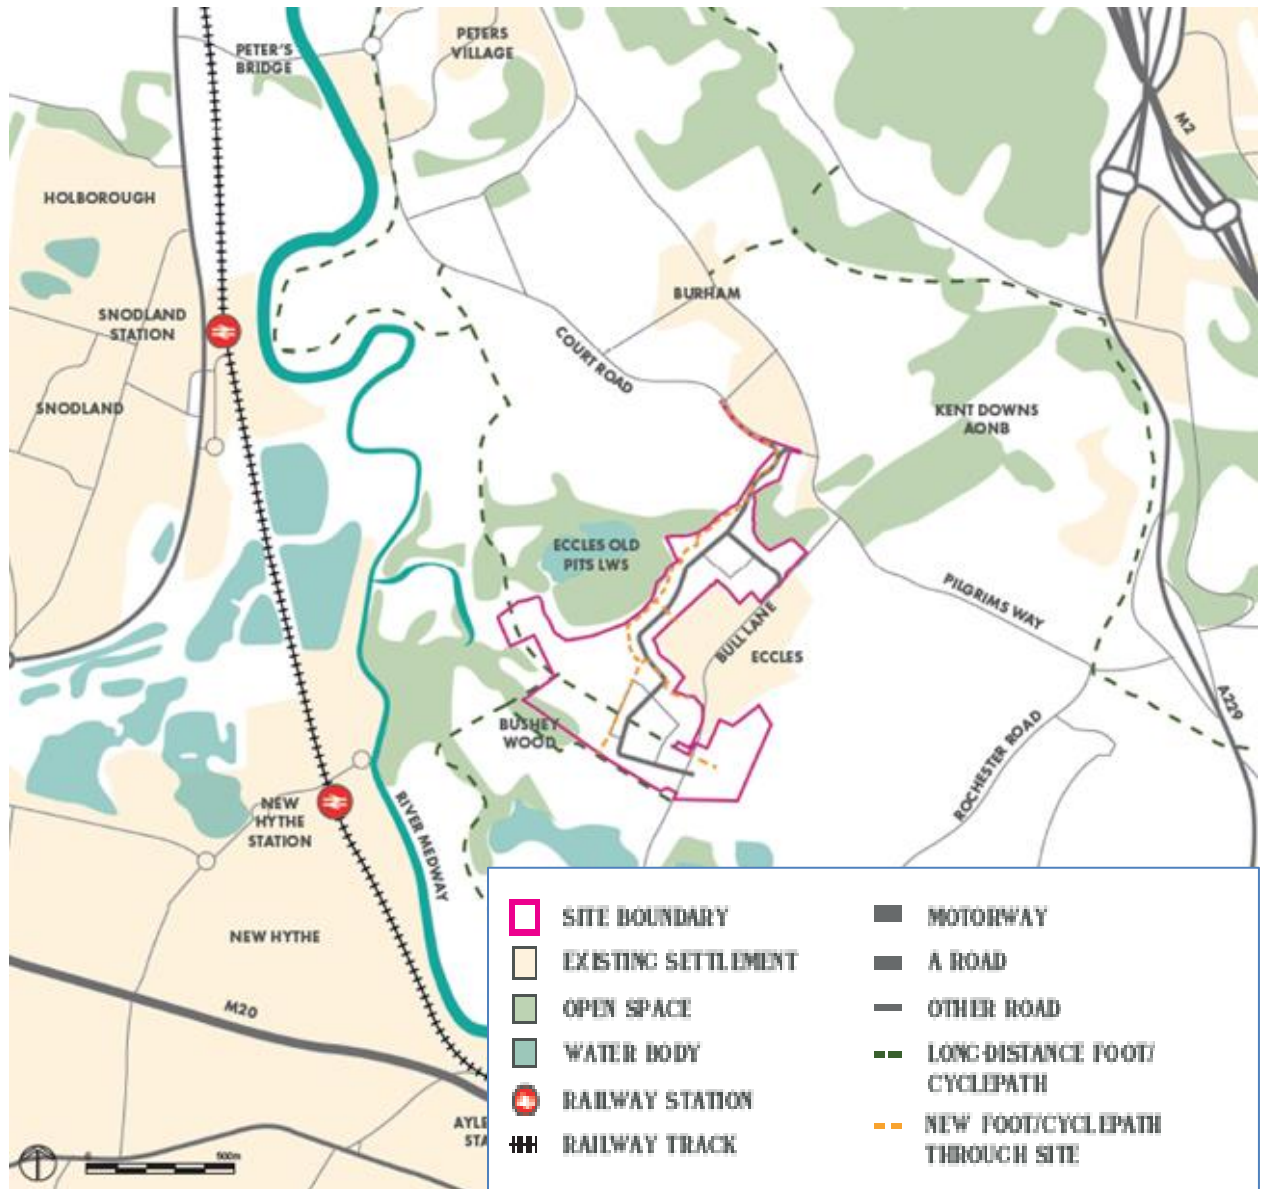 PETER'S
BRIDGE
PETERS
VILLAGE
M2
HOLBOROUGH
SNODLAND
STATION
BURHAM
COURT ROAD
SNODLAND
KENT DOWNS
AONB
ECCLES OLD
PITS LWS
PILGRIMS WAY
BULL LANE
ECCLES
BUSHEY
WOOD
A229
ROCHESTER ROAD
NEW
HYTHE
STATION
RIVER MEDWAY
NEW HYTHE
M20
AYLE
STA
0
500m
SITE BOUNDARY
EXISTING SETTLEMENT
OPEN SPACE
WATER BODY
RAILWAY STATION
RAILWAY TRACK
MOTORWAY
A ROAD
OTHER ROAD
LONG-DISTANCE FOOT/
CYCLEPATH
NEW FOOT/CYCLEPATH
THROUGH SITE